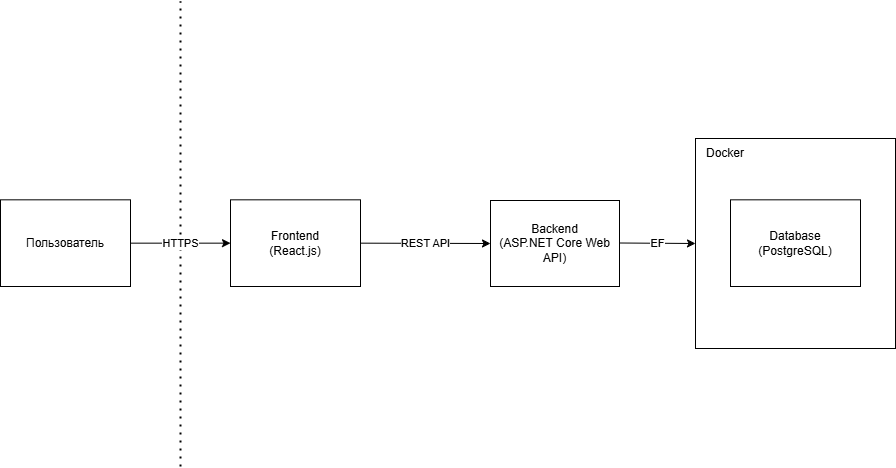 Docker
Пользователь
HTTPS
Frontend
(React.js)
REST API
Backend
(ASP.NET Core Web
API)
EF
Database
(PostgreSQL)